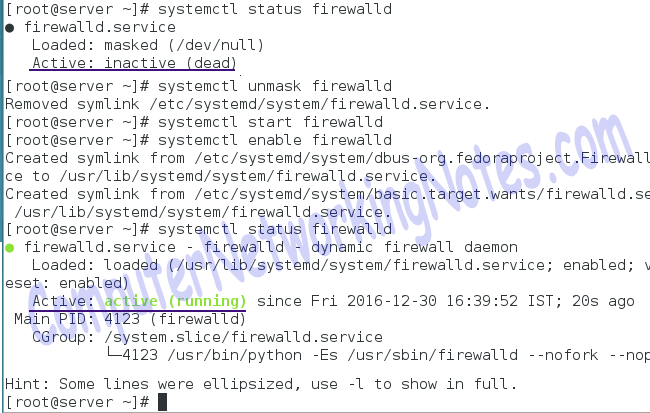 [root@server ~]# systemctl status firewalld
● firewalld.service
Loaded: masked (/dev/null)
Active: inactive (dead)
[root@server ~]# systemctl unmask firewalld
Removed symlink /etc/systemd/system/firewalld.service.
[root@server ~]# systemctl start firewalld
[root@server ~]# systemctl enable firewalld
Created symlink from /etc/systemd/system/dbus-org.fedoraproject.Firewall
ce to /usr/lib/systemd/system/firewalld.service.
Created symlink from /etc/systemd/system/basic.target.wants/firewalld.se
/usr/lib/systemd/system/firewalld.service.
[root@server ~]# systemctl status firewalld
● firewalld.service - firewalld - dynamic firewall daemon
Loaded: loaded (/usr/lib/systemd/system/firewalld.service; enabled; v
eset: enabled)
Active: active (running) since Fri 2016-12-30 16:39:52 IST; 20s ago
Main PID: 4123 (firewalld)
CGroup: /system.slice/firewalld.service
└─4123 /usr/bin/python -Es /usr/sbin/firewalld --nofork --nop
Hint: Some lines were ellipsized, use -l to show in full.
[root@server ~]#
ComputerNetworkingNotes.com